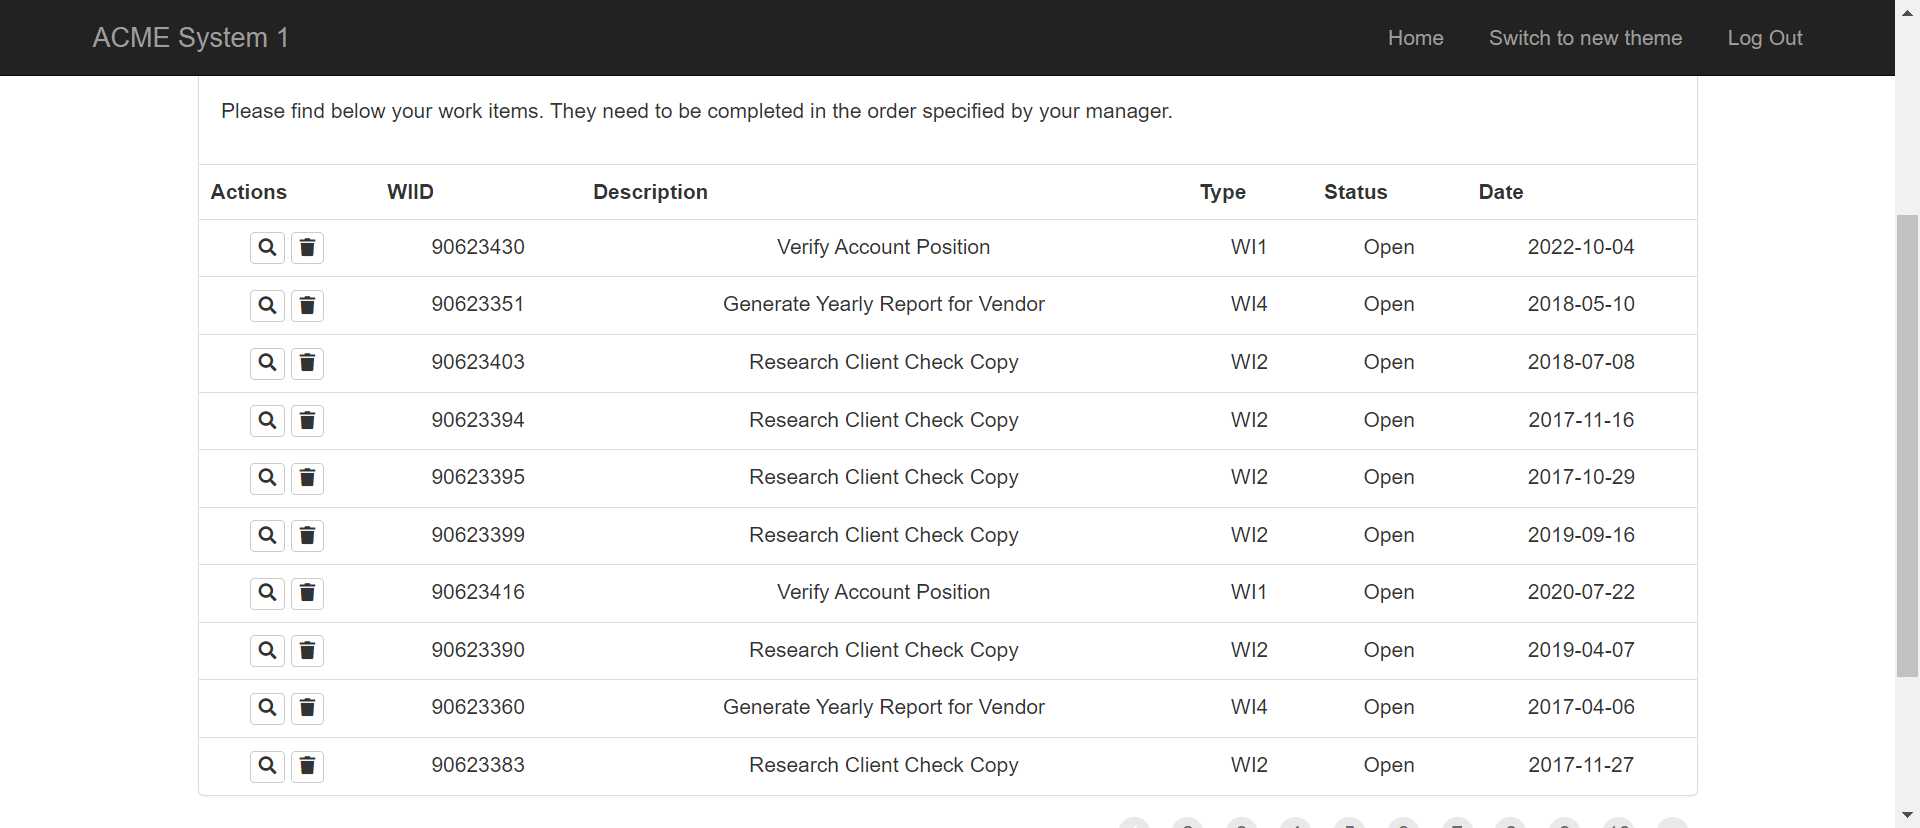 ACME System 1 Home Switch to new theme Log Out
Please find below your work items. They need to be completed in the order specified by your manager.
Actions WIID Description Type Status Date
90623430 Verify Account Position WI1 Open 2022-10-04
90623351 Generate Yearly Report for Vendor WI4 Open 2018-05-10
90623403 Research Client Check Copy WI2 Open 2018-07-08
90623394 Research Client Check Copy WI2 Open 2017-11-16
90623395 Research Client Check Copy WI2 Open 2017-10-29
90623399 Research Client Check Copy WI2 Open 2019-09-16
90623416 Verify Account Position WI1 Open 2020-07-22
90623390 Research Client Check Copy WI2 Open 2019-04-07
90623360 Generate Yearly Report for Vendor WI4 Open 2017-04-06
90623383 Research Client Check Copy WI2 Open 2017-11-27